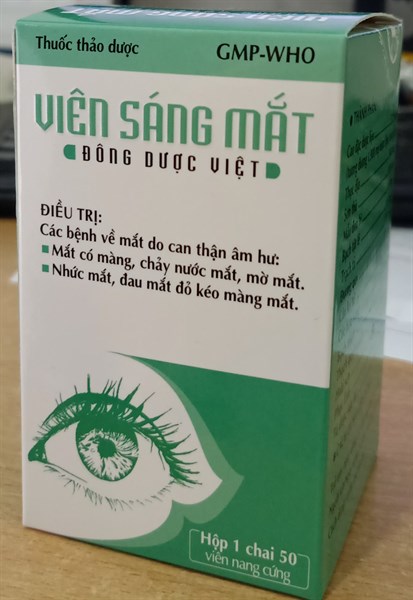 Thuốc thảo dược GMP-WHO
VIÊN SÁNG MẮT
ĐÔNG DƯỢC VIỆT
ĐIỀU TRỊ:
Các bệnh về mắt do can thận âm hư:
Mắt có màng, chảy nước mắt, mờ mắt.
Nhức mắt, đau mắt đỏ kéo màng mắt.
Hộp 1 chai 50
viên nang cứng